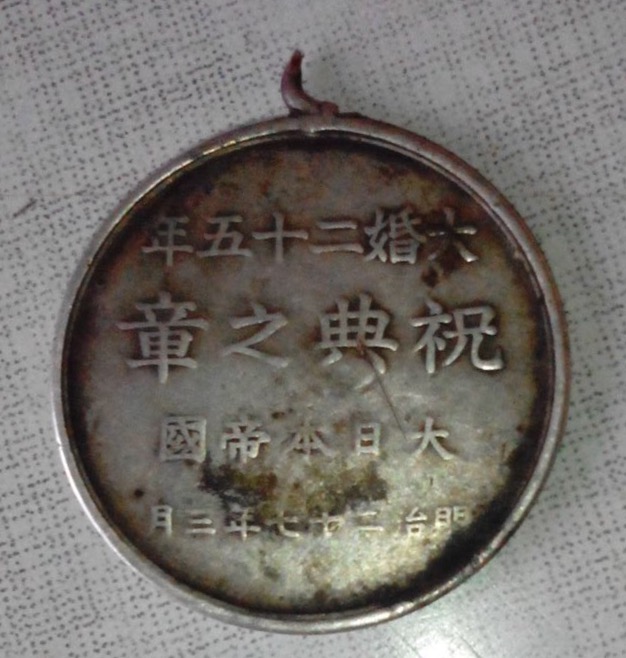 大婚二十五年
祝典之章
大日本帝國
明治二十七年三月